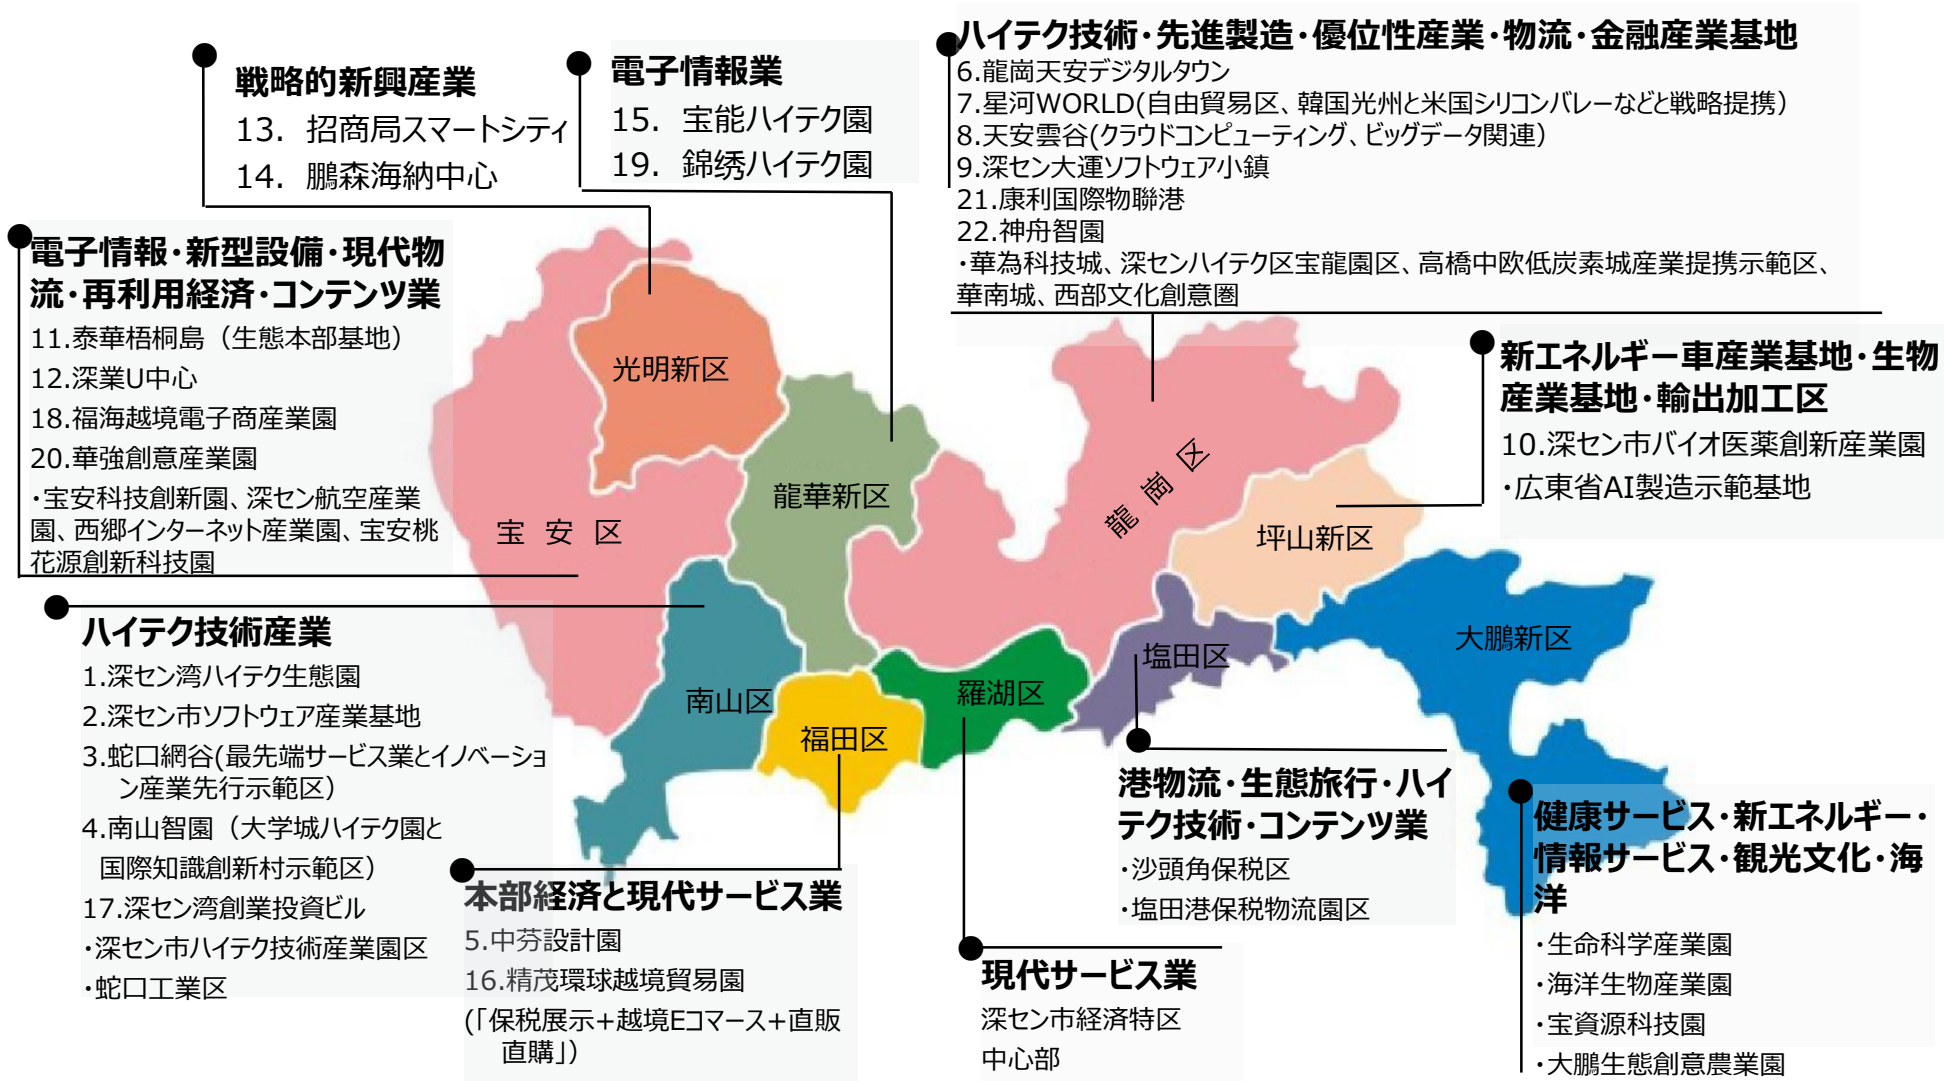 戦略的新興産業
13. 招商局スマートシティ
14. 鵬森海納中心
電子情報業
15. 宝能ハイテク園
19. 錦绣ハイテク園
ハイテク技術・先進製造・優位性産業・物流・金融産業基地
6.龍崗天安デジタルタウン
7.星河WORLD(自由貿易区、韓国光州と米国シリコンバレーなどと戦略提携）
8.天安雲谷(クラウドコンピューティング、ビッグデータ関連）
9.深セン大運ソフトウェア小鎮
21.康利国際物聯港
22.神舟智園
・華為科技城、深センハイテク区宝龍園区、高橋中欧低炭素城産業提携示範区、
華南城、西部文化創意圏
電子情報・新型設備・現代物
流・再利用経済・コンテンツ業
11.泰華梧桐島（生態本部基地）
12.深業U中心
18.福海越境電子商産業園
20.華強創意産業園
・宝安科技創新園、深セン航空産業
園、西郷インターネット産業園、宝安桃
花源創新科技園
新エネルギー車産業基地・生物
産業基地・輸出加工区
10.深セン市バイオ医薬創新産業園
・広東省AI製造示範基地
光明新区
龍華新区
宝 安 区
龍 崗 区
坪山新区
大鵬新区
塩田区
羅湖区
南山区
福田区
ハイテク技術産業
1.深セン湾ハイテク生態園
2.深セン市ソフトウェア産業基地
3.蛇口網谷(最先端サービス業とイノベーショ
ン産業先行示範区）
4.南山智園（大学城ハイテク園と
国際知識創新村示範区）
17.深セン湾創業投資ビル
・深セン市ハイテク技術産業園区
・蛇口工業区
本部経済と現代サービス業
5.中芬設計園
16.精茂環球越境貿易園
(「保税展示+越境Eコマース+直販
直購」）
現代サービス業
深セン市経済特区
中心部
港物流・生態旅行・ハイ
テク技術・コンテンツ業
・沙頭角保税区
・塩田港保税物流園区
健康サービス・新エネルギー・
情報サービス・観光文化・海
洋
・生命科学産業園
・海洋生物産業園
・宝資源科技園
・大鵬生態創意農業園